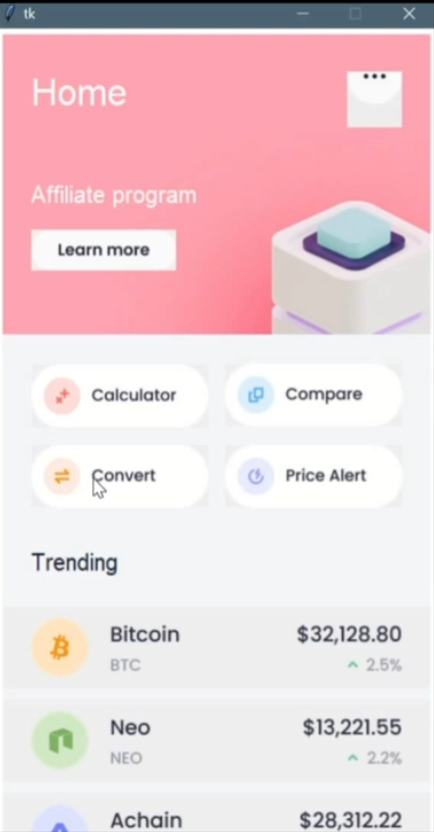 tk
Home
Affiliate program
Learn more
Calculator
Compare
Convert
Price Alert
Trending
Bitcoin $32,128.80
BTC 2.5%
Neo $13,221.55
NEO 2.2%
Achain $28,312.22